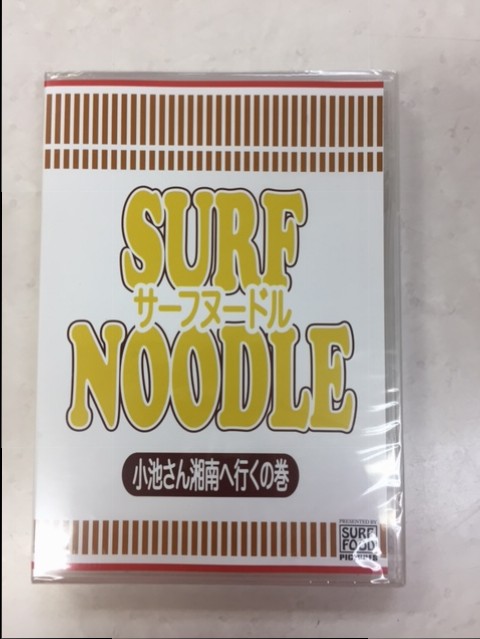 SURF
サーフヌードル
NOODLE
小池さん湘南へ行くの巻
PRESENTED BY
SURF
FOOD
PICTURES